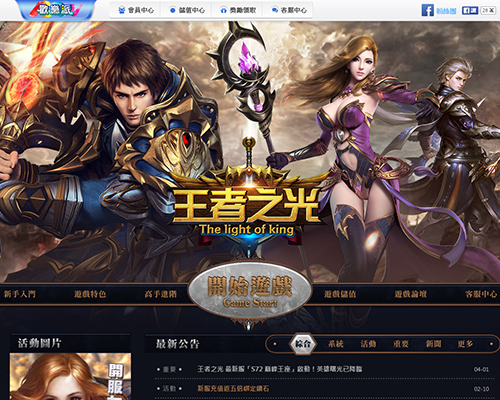 歡樂派
會員中心
儲值中心
獎勵領取
客服中心
粉絲團
讚
王者之光
The light of king
新手入門
遊戲特色
高手進階
開始遊戲
Game Start
遊戲儲值
遊戲論壇
客服中心
活動圖片
最新公告
綜合
系統
活動
重要
新聞
更多
開服
• 重要 • 王者之光 最新服「S72 巔峰王座」啟動！英雄曙光已降臨 04-01
• 活動 新服充值返五倍綁定鑽石 02-10